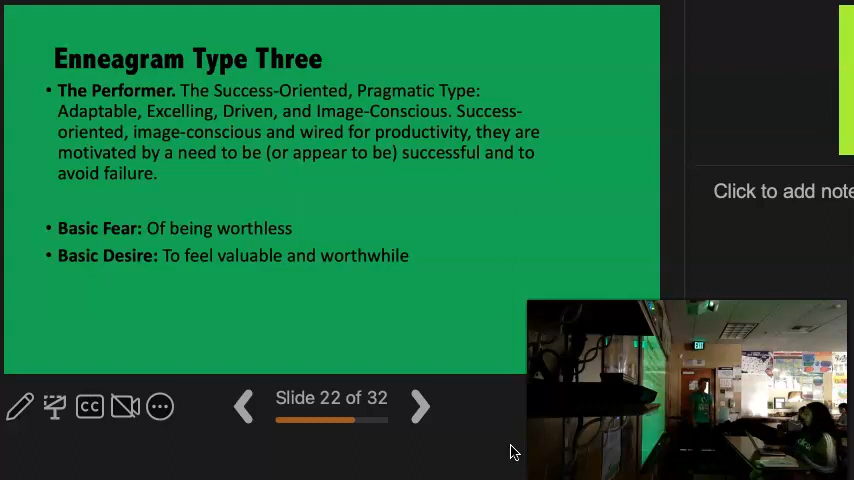 Enneagram Type Three
• The Performer. The Success-Oriented, Pragmatic Type:
Adaptable, Excelling, Driven, and Image-Conscious. Success-
oriented, image-conscious and wired for productivity, they are
motivated by a need to be (or appear to be) successful and to
avoid failure.
• Basic Fear: Of being worthless
• Basic Desire: To feel valuable and worthwhile
Click to add note
CC
Slide 22 of 32
EXIT